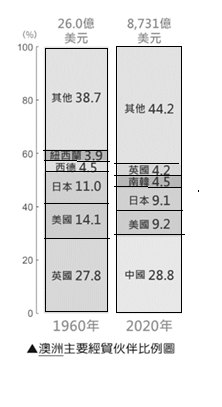 26.0億
美元
8,731億
美元
(%)
100
80
60
40
20
0
其他 38.7
紐西蘭 3.9
西德 4.5
日本 11.0
美國 14.1
英國 27.8
其他 44.2
英國 4.2
南韓 4.5
日本 9.1
美國 9.2
中國 28.8
1960年
2020年
▲澳洲主要經貿伙伴比例圖